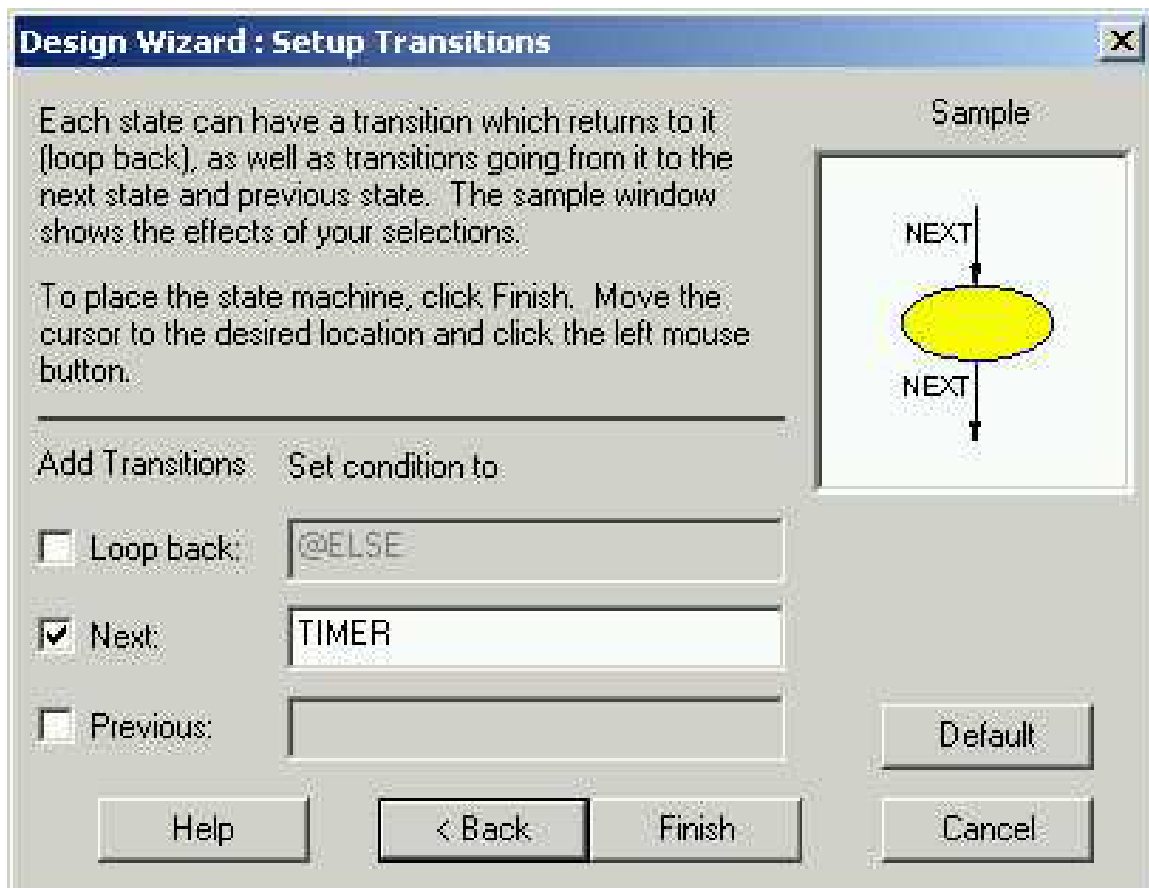 Design Wizard : Setup Transitions
Each state can have a transition which returns to it
(loop back), as well as transitions going from it to the
next state and previous state. The sample window
shows the effects of your selections.
To place the state machine, click Finish. Move the
cursor to the desired location and click the left mouse
button.
Sample
NEXT
NEXT
Add Transitions Set condition to
Loop back: @ELSE
Next: TIMER
Previous:
Default
Help < Back Finish Cancel